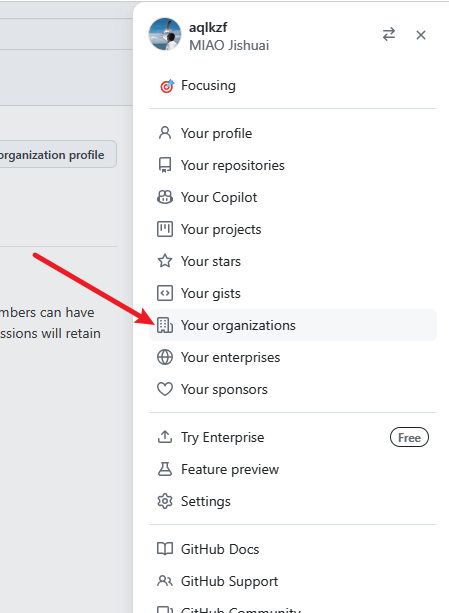 aqlkzf
MIAO Jishuai
Focusing
organization profile
Your profile
Your repositories
Your Copilot
Your projects
Your stars
Your gists
mbers can have
Your organizations
ssions will retain
Your enterprises
Your sponsors
Try Enterprise Free
Feature preview
Settings
GitHub Docs
GitHub Support
GitHub Community